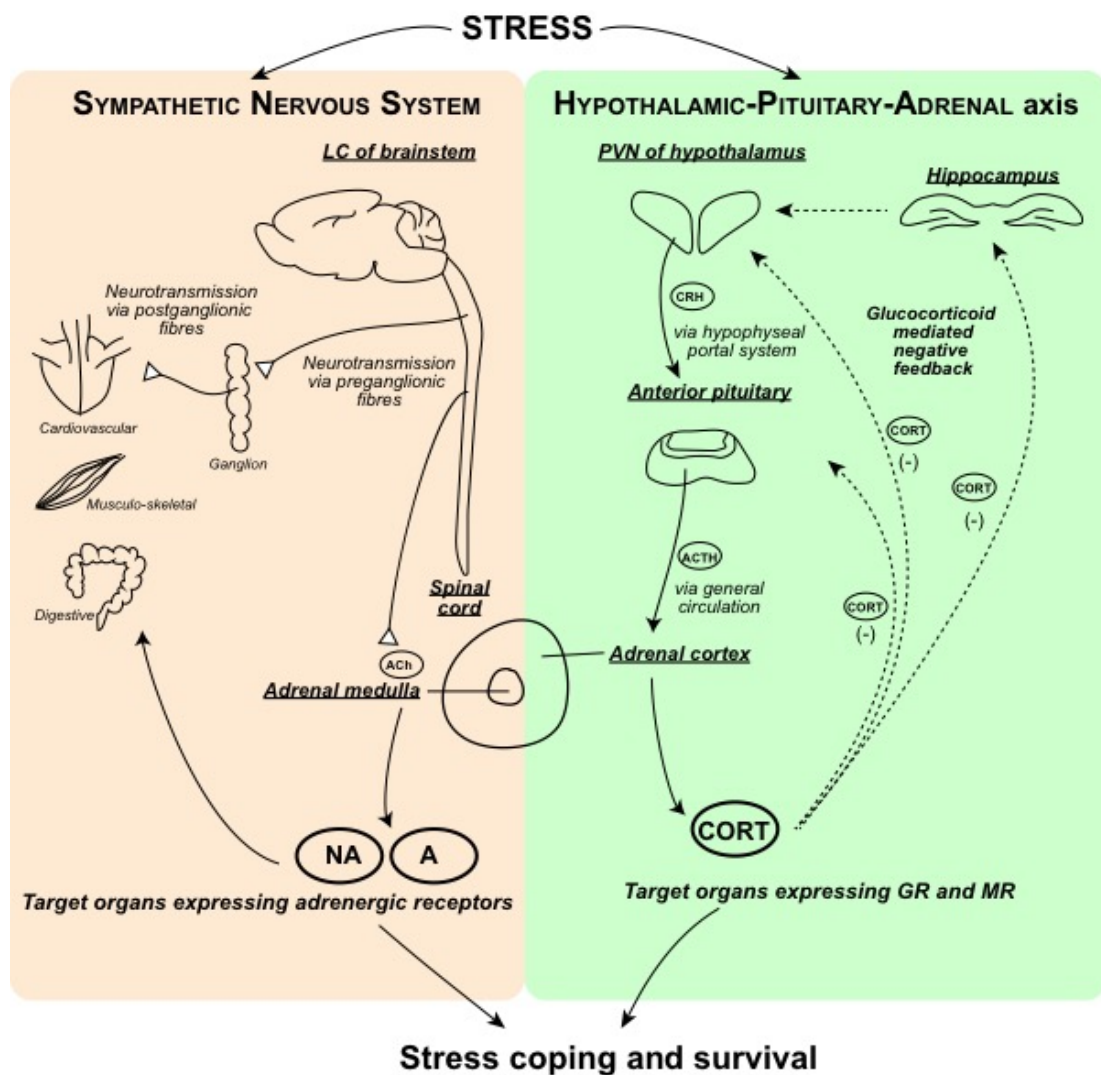 STRESS
SYMPATHETIC NERVOUS SYSTEM
LC of brainstem
Neurotransmission
via postganglionic
fibres
Neurotransmission
via preganglionic
fibres
Cardiovascular
Ganglion
Musculo-skeletal
Digestive
Spinal
cord
ACh
Adrenal medulla
NA
A
Target organs expressing adrenergic receptors
HYPOTHALAMIC-PITUITARY-ADRENAL axis
PVN of hypothalamus
Hippocampus
CRH
via hypophyseal
portal system
Glucocorticoid
mediated
negative
feedback
Anterior pituitary
CORT
(-)
CORT
(-)
ACTH
via general
circulation
CORT
(-)
Adrenal cortex
CORT
Target organs expressing GR and MR
Stress coping and survival